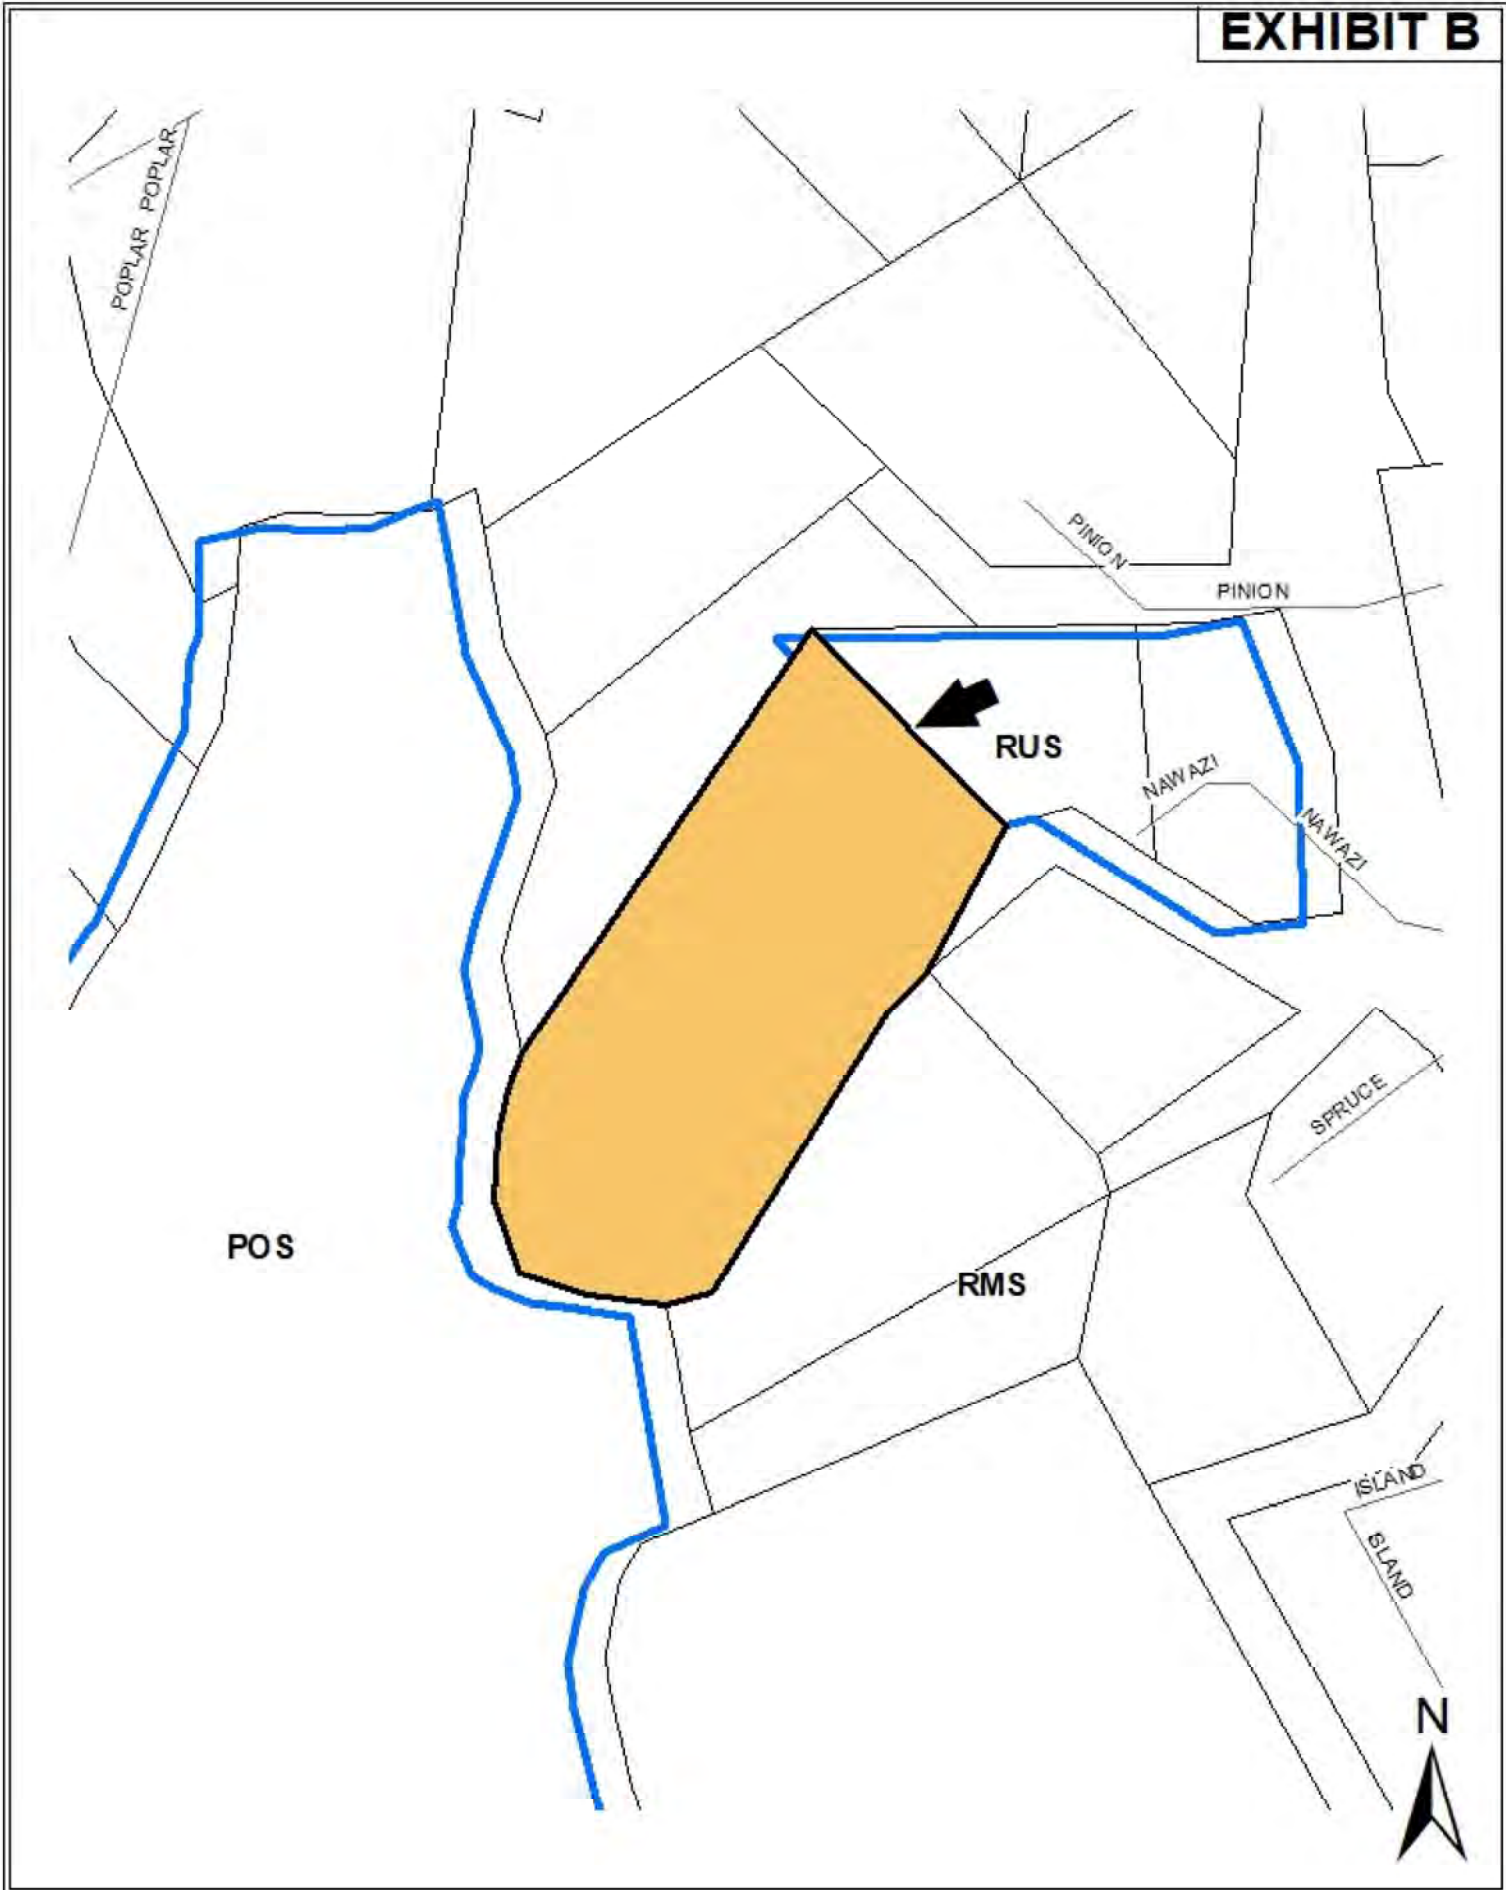 EXHIBIT B
POPLAR
POPLAR
PINION
PINION
RUS
NAWAZI
NAWAZI
SPRUCE
POS
RMS
ISLAND
ISLAND
N